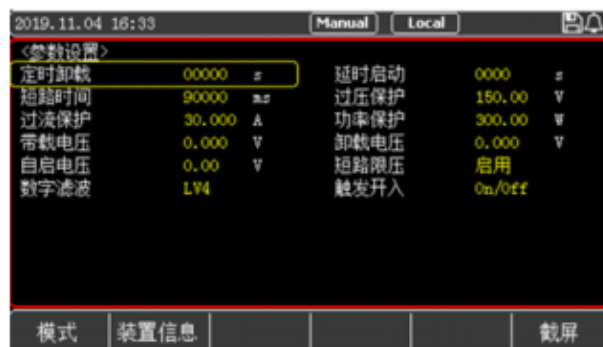 2019.11.04 16:33 Manual Local
<参数设置>
定时卸载 00000 s 延时启动 0000 s
短路时间 90000 ms 过压保护 150.00 V
过流保护 30.000 A 功率保护 300.00 W
带载电压 0.000 V 卸载电压 0.000 V
自启电压 0.00 V 短路限压 启用
数字滤波 LV4 触发开入 On/Off
模式 装置信息 截屏